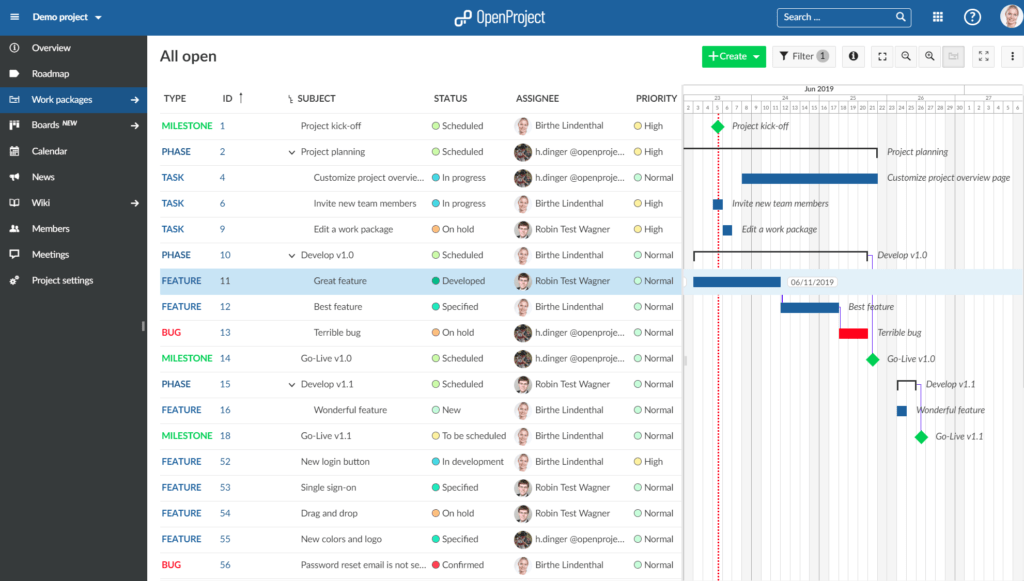 Demo project
OpenProject
Search ...
?
Overview
Roadmap
Work packages
Boards NEW
Calendar
News
Wiki
Members
Meetings
Project settings
All open
+Create
Filter 1
TYPE ID SUBJECT STATUS ASSIGNEE PRIORITY
Jun 2019
23 24 25 26 27
2 3 4 5 6 7 8 9 10 11 12 13 14 15 16 17 18 19 20 21 22 23 24 25 26 27 28 29 30 1 2 3 4 5 6
MILESTONE 1 Project kick-off Scheduled Birthe Lindenthal High Project kick-off
PHASE 2 Project planning Scheduled h.dinger @openproje... High Project planning
TASK 4 Customize project overvie... In progress h.dinger @openproje... Normal Customize project overview page
TASK 6 Invite new team members In progress Birthe Lindenthal High Invite new team members
TASK 9 Edit a work package On hold Robin Test Wagner High Edit a work package
PHASE 10 Develop v1.0 Scheduled Birthe Lindenthal Normal Develop v1.0
FEATURE 11 Great feature Developed Robin Test Wagner Normal 06/11/2019
FEATURE 12 Best feature Specified Birthe Lindenthal Normal Best feature
BUG 13 Terrible bug On hold h.dinger @openproje... Normal Terrible bug
MILESTONE 14 Go-Live v1.0 Scheduled h.dinger @openproje... Normal Go-Live v1.0
PHASE 15 Develop v1.1 Scheduled Robin Test Wagner Normal Develop v1.1
FEATURE 16 Wonderful feature New Birthe Lindenthal Normal Wonderful feature
MILESTONE 18 Go-Live v1.1 To be scheduled Birthe Lindenthal Normal Go-Live v1.1
FEATURE 52 New login button In development Birthe Lindenthal High
FEATURE 53 Single sign-on Specified Robin Test Wagner Normal
FEATURE 54 Drag and drop On hold Robin Test Wagner Normal
FEATURE 55 New colors and logo Specified h.dinger @openproje... Normal
BUG 56 Password reset email is not se... Confirmed Birthe Lindenthal Normal